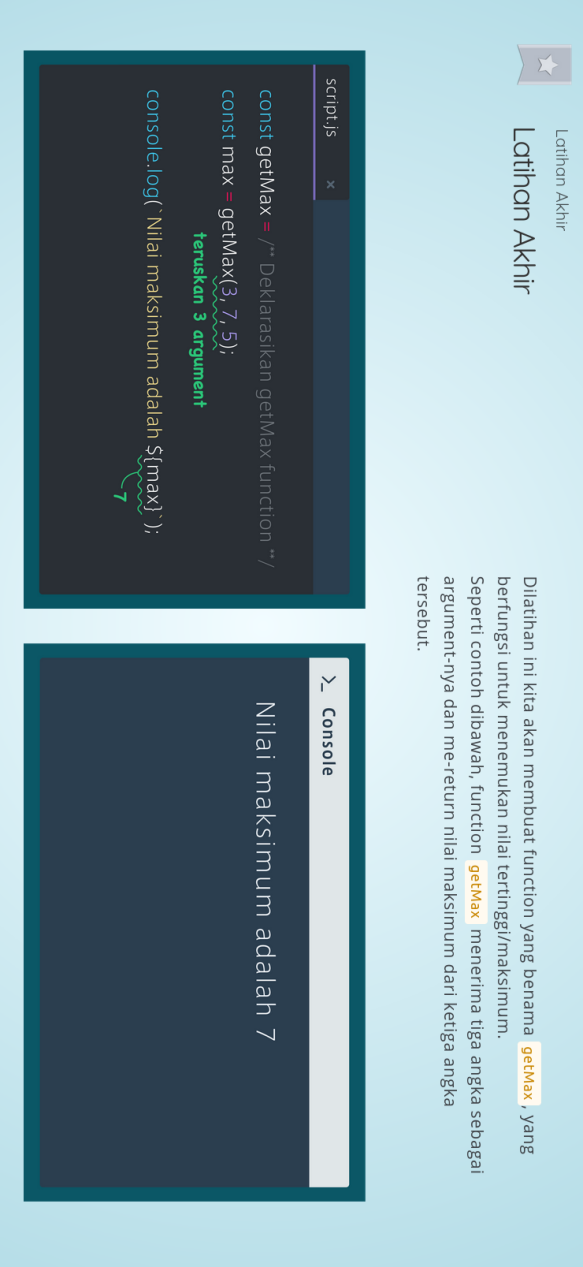 Latihan Akhir
Latihan Akhir
Dilatihan ini kita akan membuat function yang benama getMax, yang
berfungsi untuk menemukan nilai tertinggi/maksimum.
Seperti contoh dibawah, function getMax menerima tiga angka sebagai
argument-nya dan me-return nilai maksimum dari ketiga angka
tersebut.
script.js x
const getMax = /** Deklarasikan getMax function **/
const max = getMax(3, 7, 5);
teruskan 3 argument
console.log(`Nilai maksimum adalah ${max}`);
7
>_ Console
Nilai maksimum adalah 7